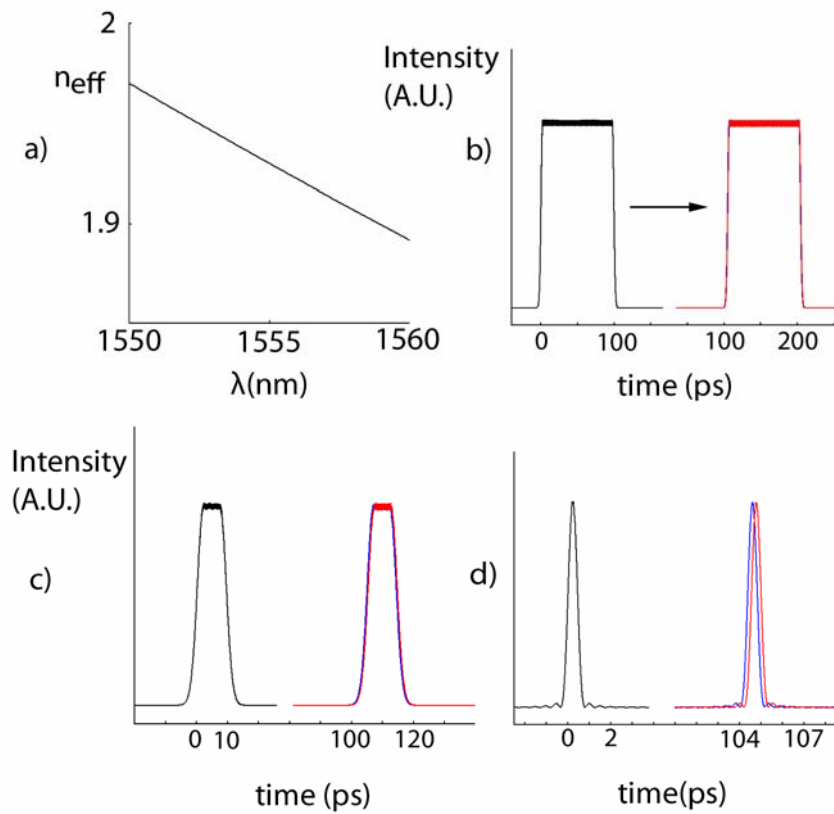 2
n_eff
a)
1.9
1550 1555 1560
λ(nm)
Intensity
(A.U.)
b)
0 100 100 200
time (ps)
Intensity
(A.U.)
c)
0 10 100 120
time (ps)
d)
0 2 104 107
time(ps)